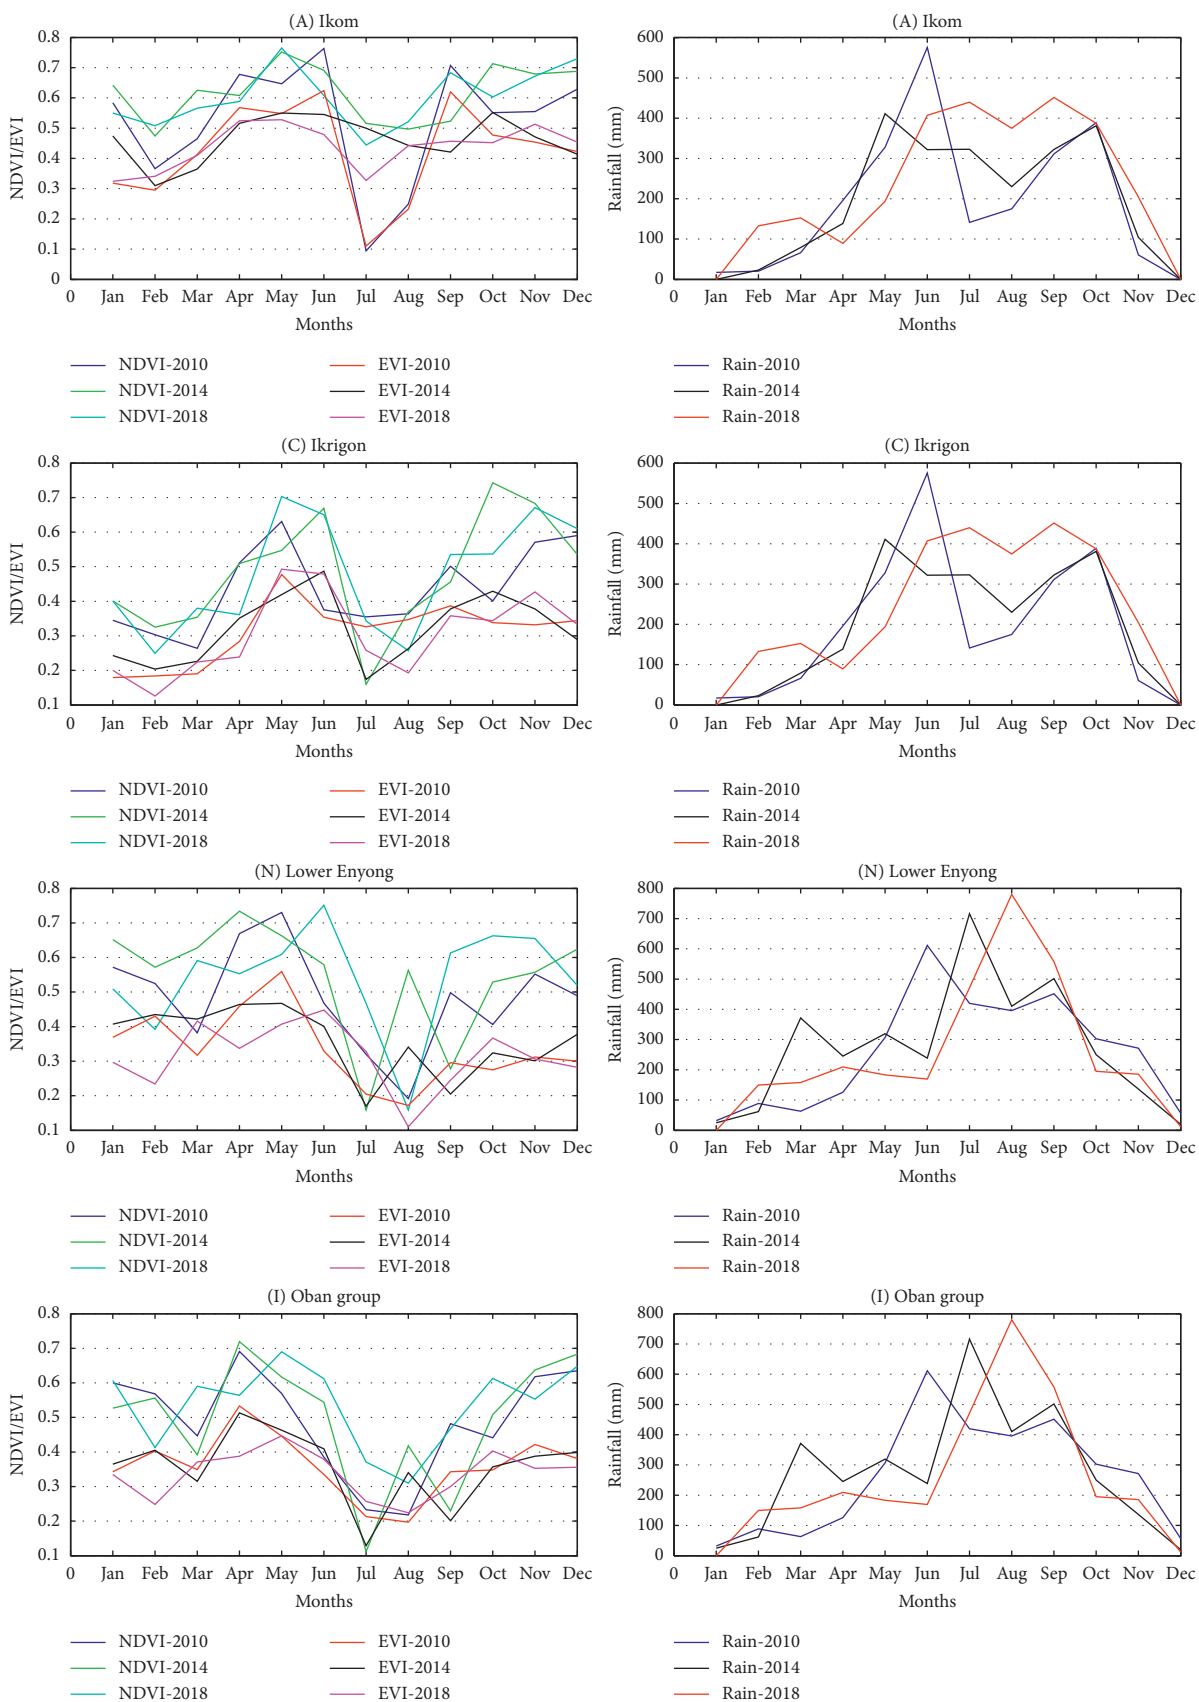 (A) Ikom
NDVI/EVI
0.8
0.7
0.6
0.5
0.4
0.3
0.2
0.1
0
0 Jan Feb Mar Apr May Jun Jul Aug Sep Oct Nov Dec
Months
NDVI-2010
NDVI-2014
NDVI-2018
EVI-2010
EVI-2014
EVI-2018
(A) Ikom
Rainfall (mm)
600
500
400
300
200
100
0
0 Jan Feb Mar Apr May Jun Jul Aug Sep Oct Nov Dec
Months
Rain-2010
Rain-2014
Rain-2018
(C) Ikrigon
NDVI/EVI
0.8
0.7
0.6
0.5
0.4
0.3
0.2
0.1
0 Jan Feb Mar Apr May Jun Jul Aug Sep Oct Nov Dec
Months
NDVI-2010
NDVI-2014
NDVI-2018
EVI-2010
EVI-2014
EVI-2018
(C) Ikrigon
Rainfall (mm)
600
500
400
300
200
100
0
0 Jan Feb Mar Apr May Jun Jul Aug Sep Oct Nov Dec
Months
Rain-2010
Rain-2014
Rain-2018
(N) Lower Enyong
NDVI/EVI
0.8
0.7
0.6
0.5
0.4
0.3
0.2
0.1
0 Jan Feb Mar Apr May Jun Jul Aug Sep Oct Nov Dec
Months
NDVI-2010
NDVI-2014
NDVI-2018
EVI-2010
EVI-2014
EVI-2018
(N) Lower Enyong
Rainfall (mm)
800
700
600
500
400
300
200
100
0
0 Jan Feb Mar Apr May Jun Jul Aug Sep Oct Nov Dec
Months
Rain-2010
Rain-2014
Rain-2018
(I) Oban group
NDVI/EVI
0.8
0.7
0.6
0.5
0.4
0.3
0.2
0.1
0 Jan Feb Mar Apr May Jun Jul Aug Sep Oct Nov Dec
Months
NDVI-2010
NDVI-2014
NDVI-2018
EVI-2010
EVI-2014
EVI-2018
(I) Oban group
Rainfall (mm)
800
700
600
500
400
300
200
100
0
0 Jan Feb Mar Apr May Jun Jul Aug Sep Oct Nov Dec
Months
Rain-2010
Rain-2014
Rain-2018